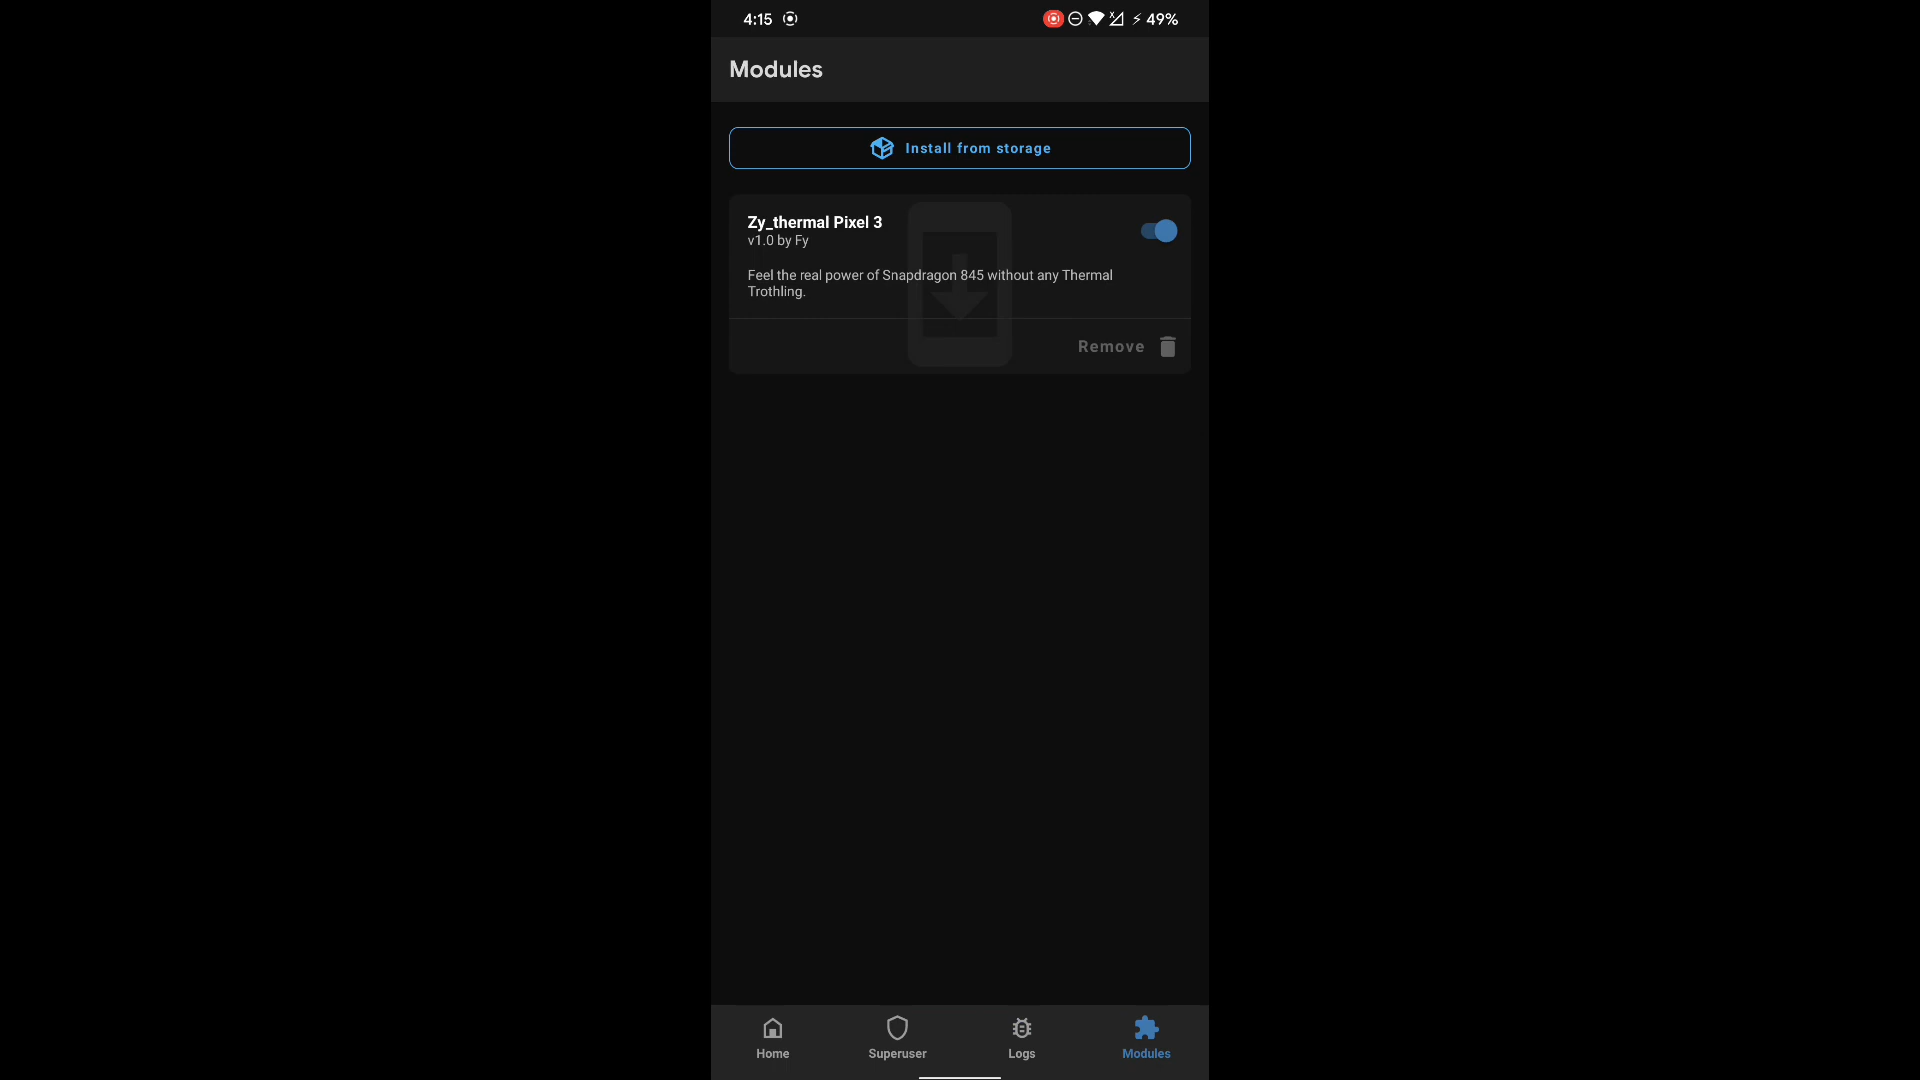 4:15
49%
Modules
Install from storage
Zy_thermal Pixel 3
v1.0 by Fy
Feel the real power of Snapdragon 845 without any Thermal
Trothling.
Remove
Home
Superuser
Logs
Modules